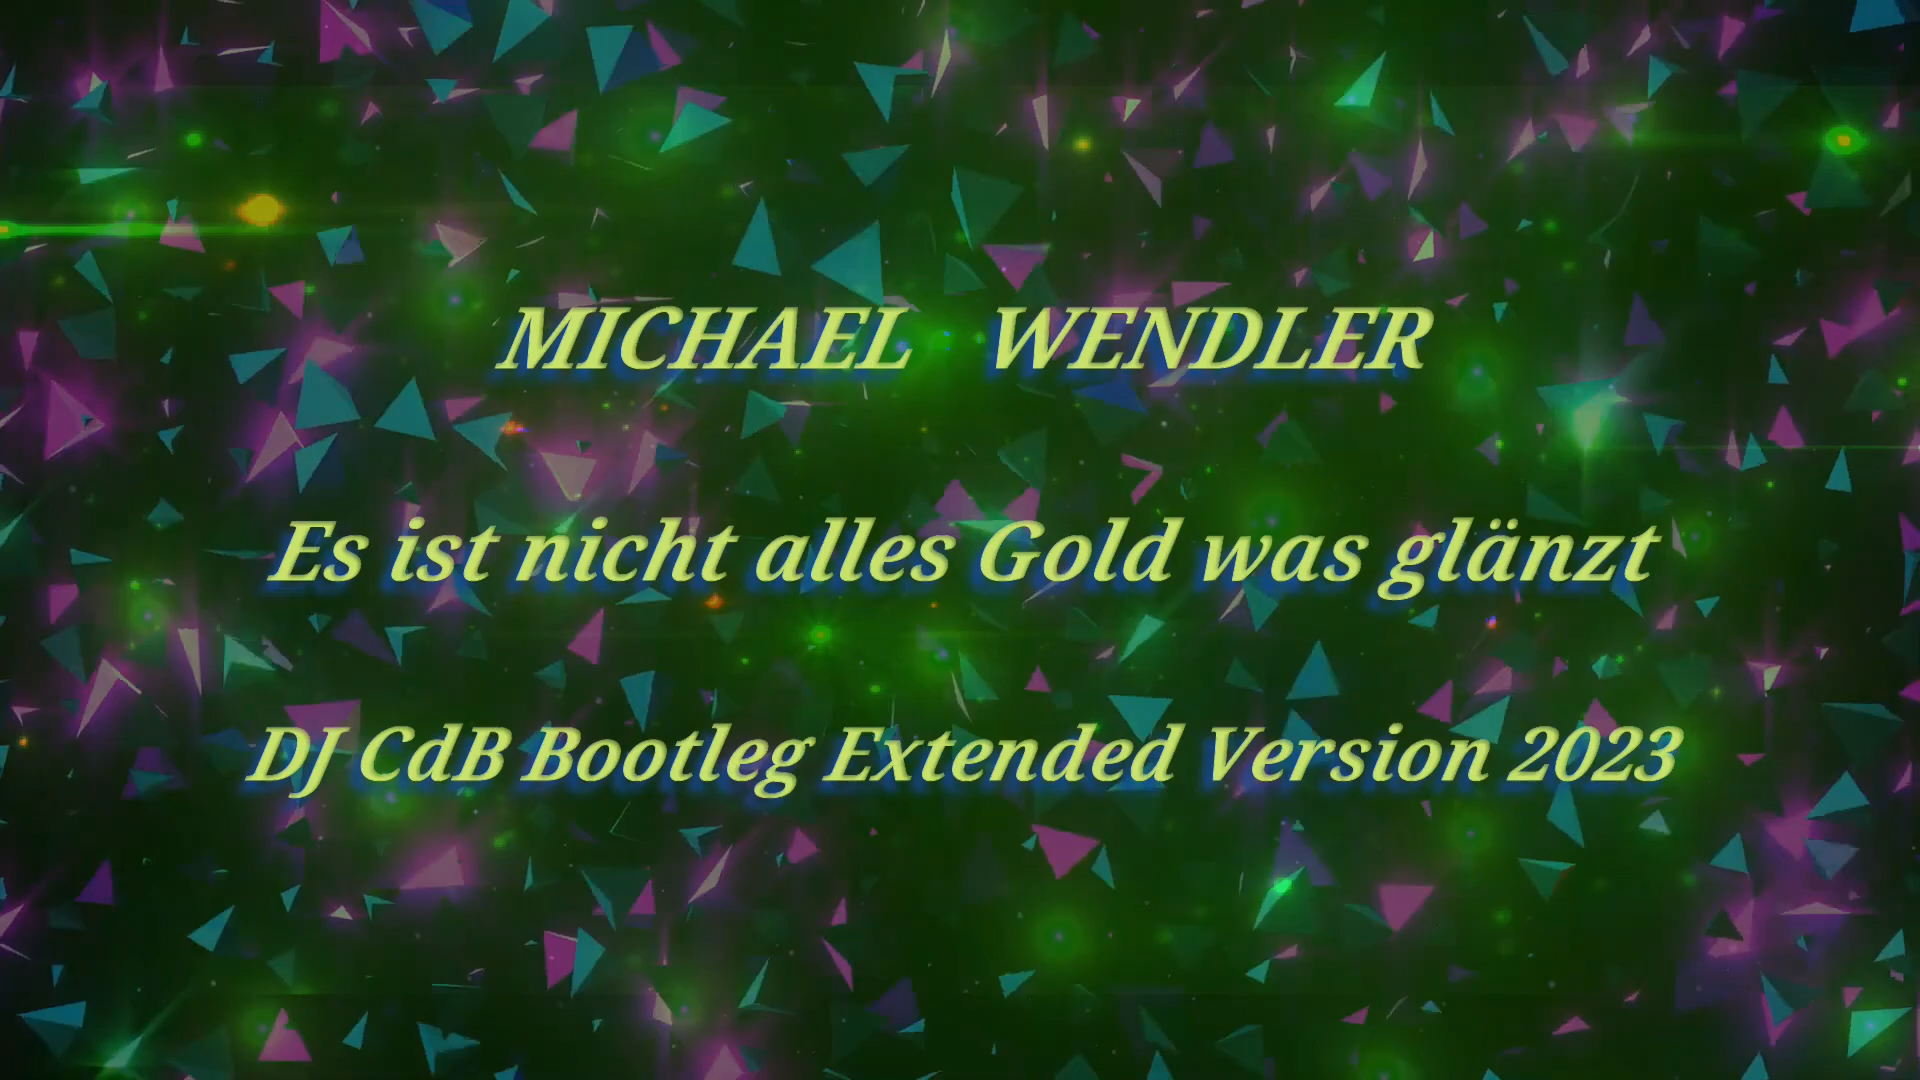 MICHAEL WENDLER
Es ist nicht alles Gold was glänzt
DJ CdB Bootleg Extended Version 2023